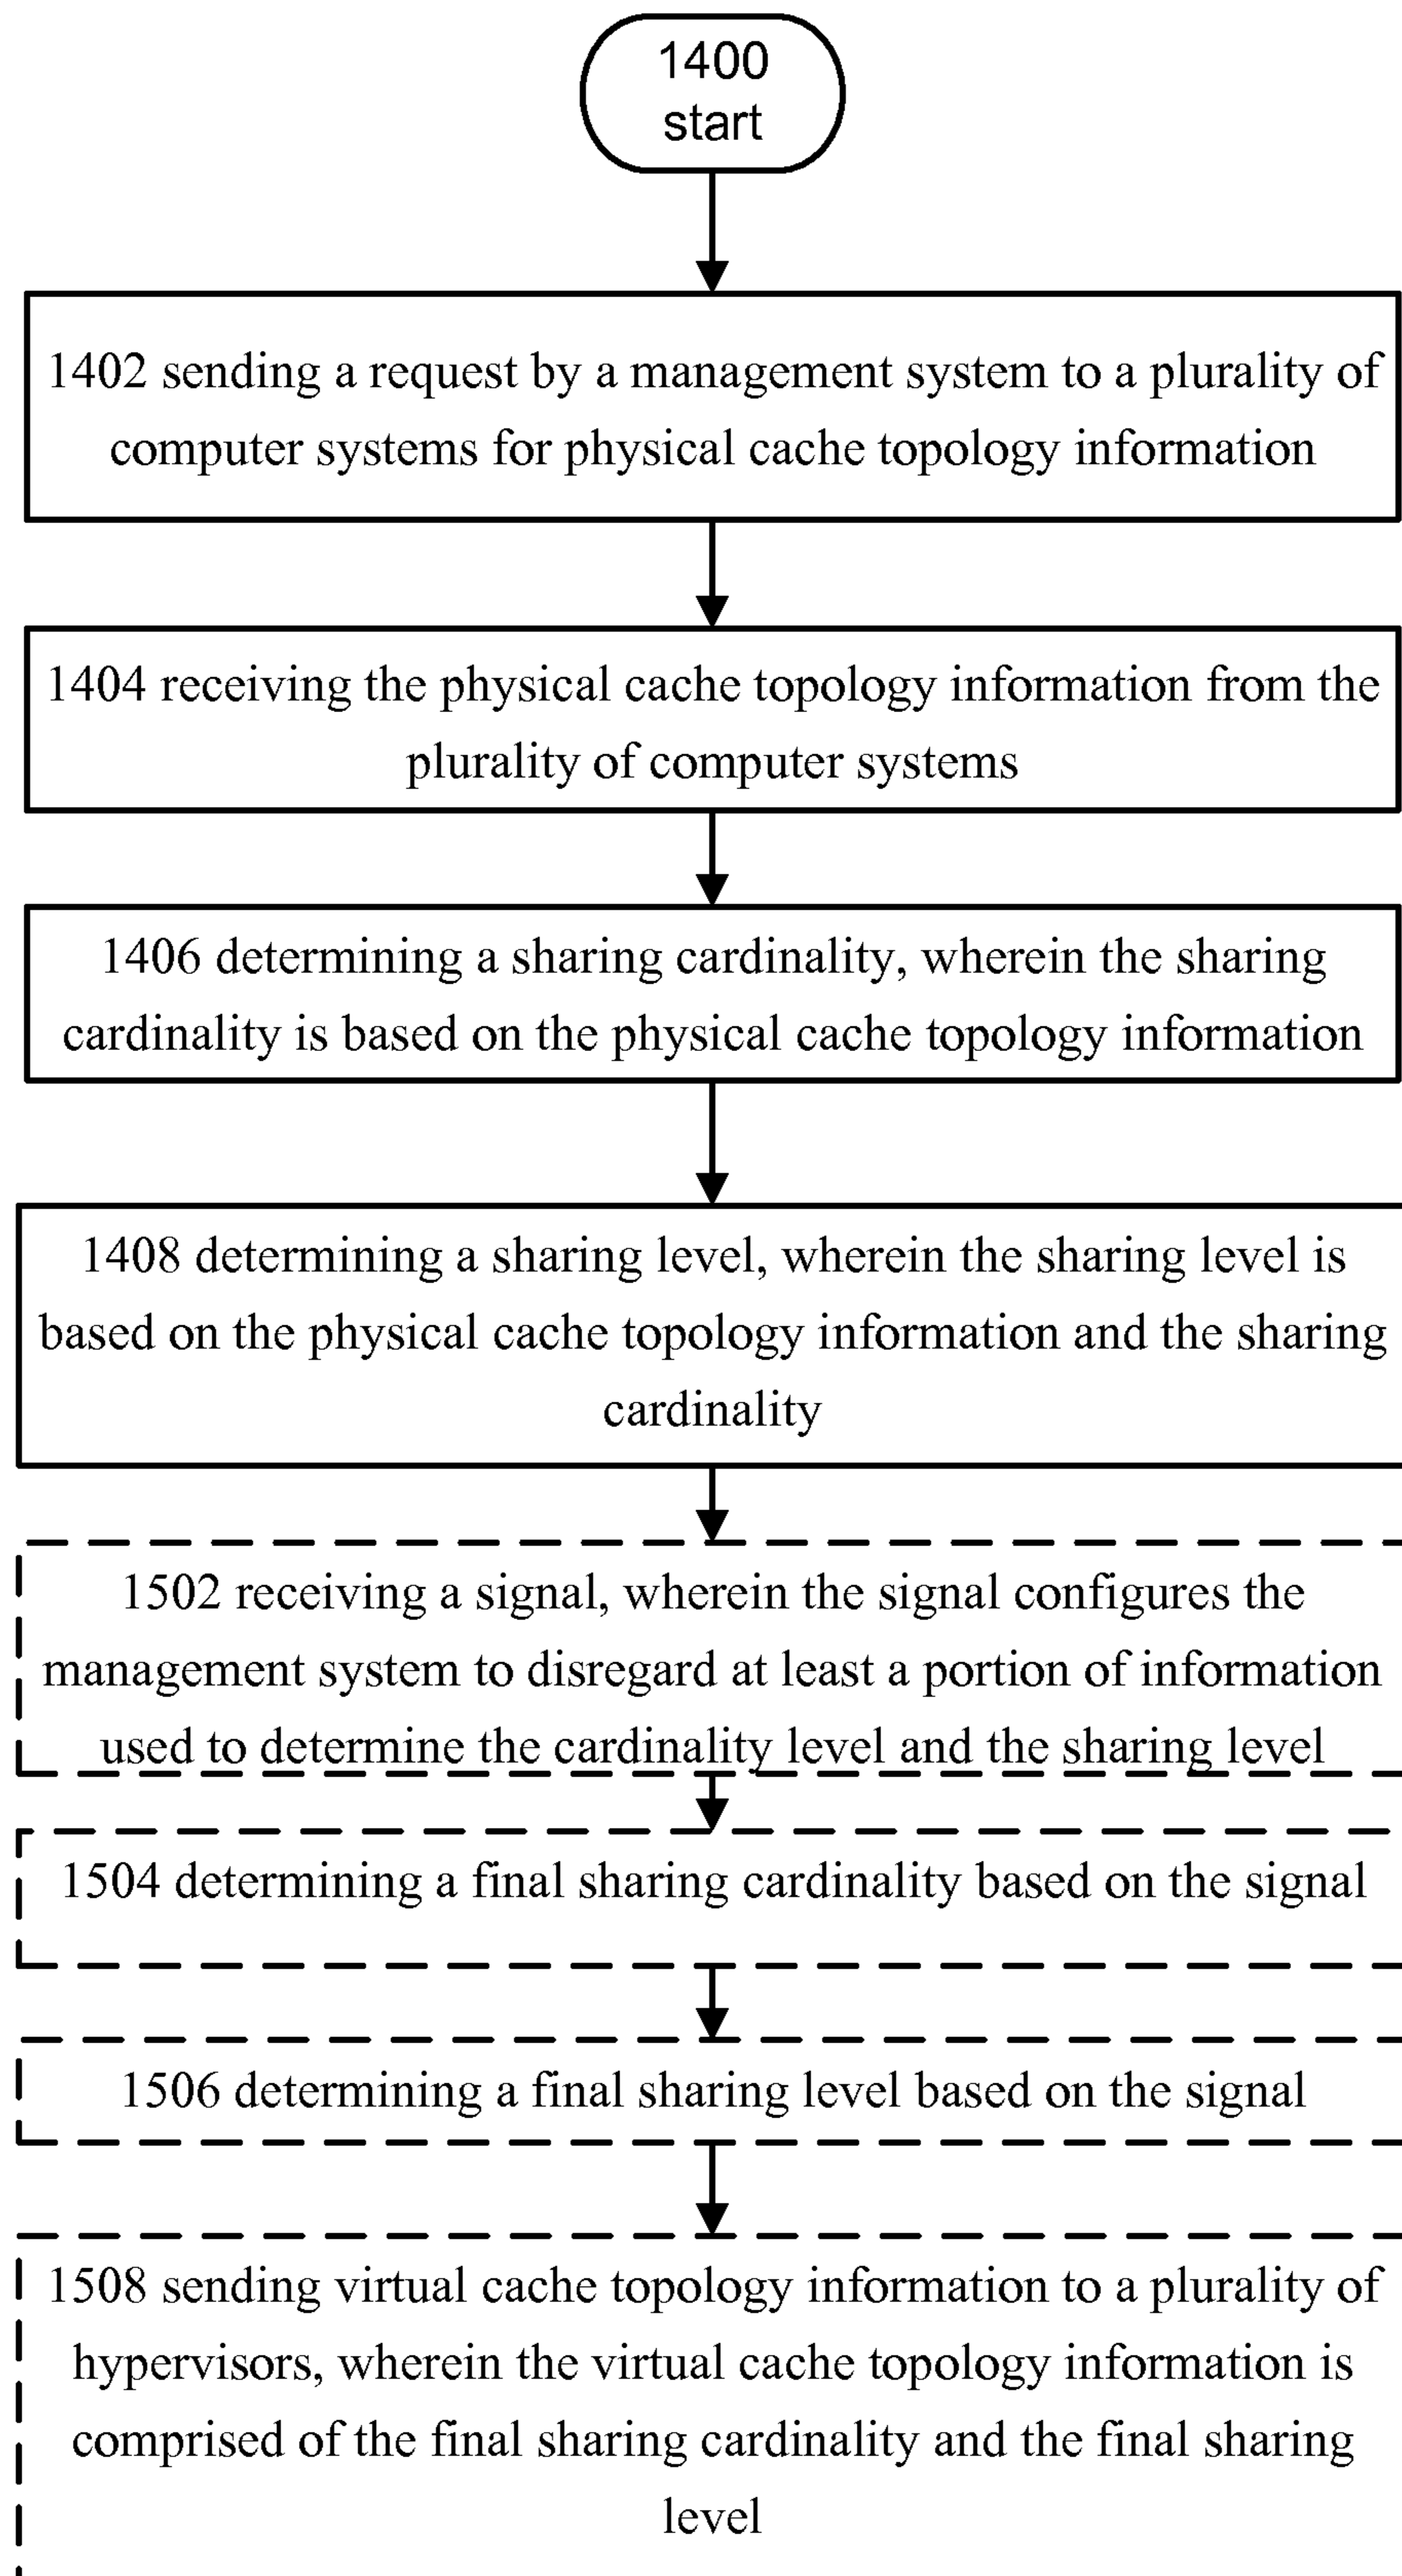 1400
start
1402 sending a request by a management system to a plurality of
computer systems for physical cache topology information
1404 receiving the physical cache topology information from the
plurality of computer systems
1406 determining a sharing cardinality, wherein the sharing
cardinality is based on the physical cache topology information
1408 determining a sharing level, wherein the sharing level is
based on the physical cache topology information and the sharing
cardinality
1502 receiving a signal, wherein the signal configures the
management system to disregard at least a portion of information
used to determine the cardinality level and the sharing level
1504 determining a final sharing cardinality based on the signal
1506 determining a final sharing level based on the signal
1508 sending virtual cache topology information to a plurality of
hypervisors, wherein the virtual cache topology information is
comprised of the final sharing cardinality and the final sharing
level